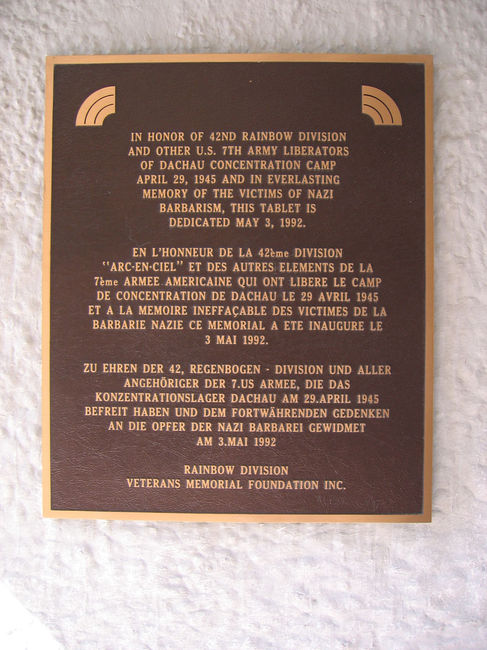 IN HONOR OF 42ND RAINBOW DIVISION
AND OTHER U.S. 7TH ARMY LIBERATORS
OF DACHAU CONCENTRATION CAMP
APRIL 29, 1945 AND IN EVERLASTING
MEMORY OF THE VICTIMS OF NAZI
BARBARISM, THIS TABLET IS
DEDICATED MAY 3, 1992.
EN L'HONNEUR DE LA 42ème DIVISION
"ARC-EN-CIEL" ET DES AUTRES ELEMENTS DE LA
7ème ARMEE AMERICAINE QUI ONT LIBERE LE CAMP
DE CONCENTRATION DE DACHAU LE 29 AVRIL 1945
ET A LA MEMOIRE INEFFAÇABLE DES VICTIMES DE LA
BARBARIE NAZIE CE MEMORIAL A ETE INAUGURE LE
3 MAI 1992.
ZU EHREN DER 42, REGENBOGEN - DIVISION UND ALLER
ANGEHÖRIGER DER 7.US ARMEE, DIE DAS
KONZENTRATIONSLAGER DACHAU AM 29.APRIL 1945
BEFREIT HABEN UND DEM FORTWÄHRENDEN GEDENKEN
AN DIE OPFER DER NAZI BARBAREI GEWIDMET
AM 3.MAI 1992
RAINBOW DIVISION
VETERANS MEMORIAL FOUNDATION INC.